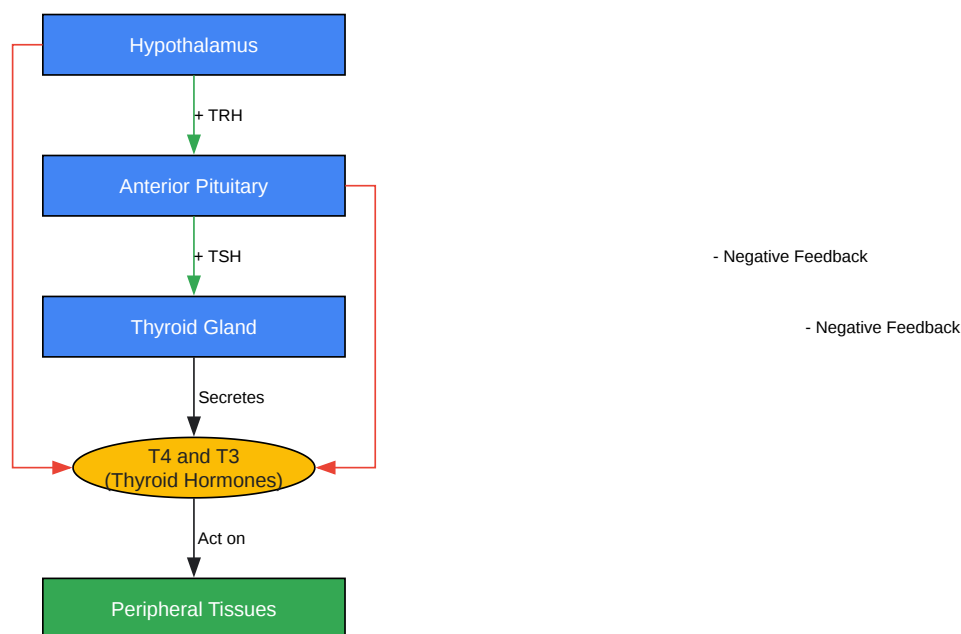 Hypothalamus
+ TRH
Anterior Pituitary
+ TSH
- Negative Feedback
Thyroid Gland
- Negative Feedback
Secretes
T4 and T3
(Thyroid Hormones)
Act on
Peripheral Tissues